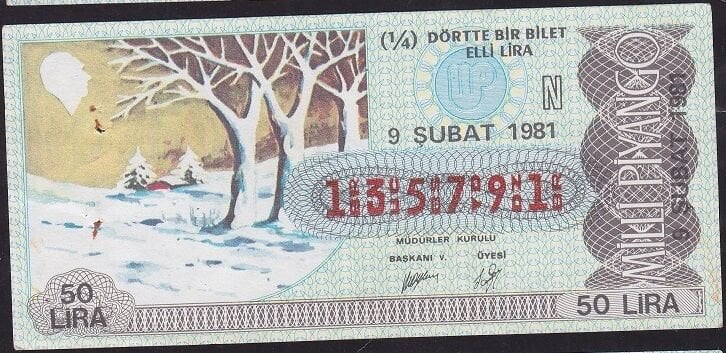 (1/4) DÖRTTE BİR BİLET
ELLİ LİRA
N
9 ŞUBAT 1981
1 3 5 7 9 1
MÜDÜRLER KURULU
BAŞKANI V. ÜYESİ
50
LİRA
50 LİRA
MİLLİ PİYANGO
9 ŞUBAT 1981